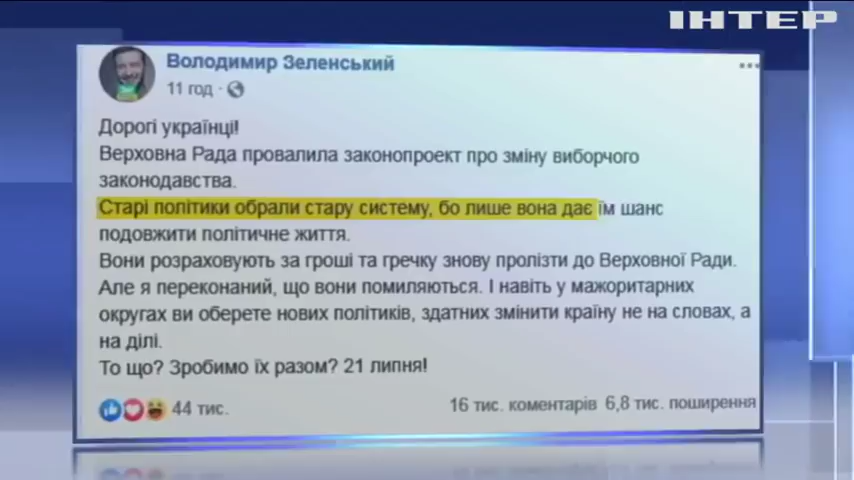 ІНТЕР
Володимир Зеленський
11 год ·
Дорогі українці!
Верховна Рада провалила законопроект про зміну виборчого
законодавства.
Старі політики обрали стару систему, бо лише вона дає їм шанс
подовжити політичне життя.
Вони розраховують за гроші та гречку знову пролізти до Верховної Ради.
Але я переконаний, що вони помиляються. І навіть у мажоритарних
округах ви оберете нових політиків, здатних змінити країну не на словах, а
на ділі.
То що? Зробимо їх разом? 21 липня!
44 тис.
16 тис. коментарів 6,8 тис. поширення